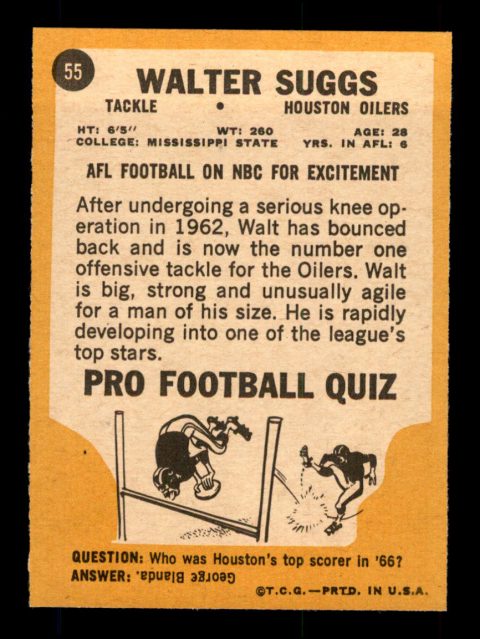 55
WALTER SUGGS
TACKLE • HOUSTON OILERS
HT: 6'5" WT: 260 AGE: 28
COLLEGE: MISSISSIPPI STATE YRS. IN AFL: 6
AFL FOOTBALL ON NBC FOR EXCITEMENT
After undergoing a serious knee op-
eration in 1962, Walt has bounced
back and is now the number one
offensive tackle for the Oilers. Walt
is big, strong and unusually agile
for a man of his size. He is rapidly
developing into one of the league's
top stars.
PRO FOOTBALL QUIZ
QUESTION: Who was Houston's top scorer in '66?
ANSWER: George Blanda.
©T.C.G.—PRTD. IN U.S.A.